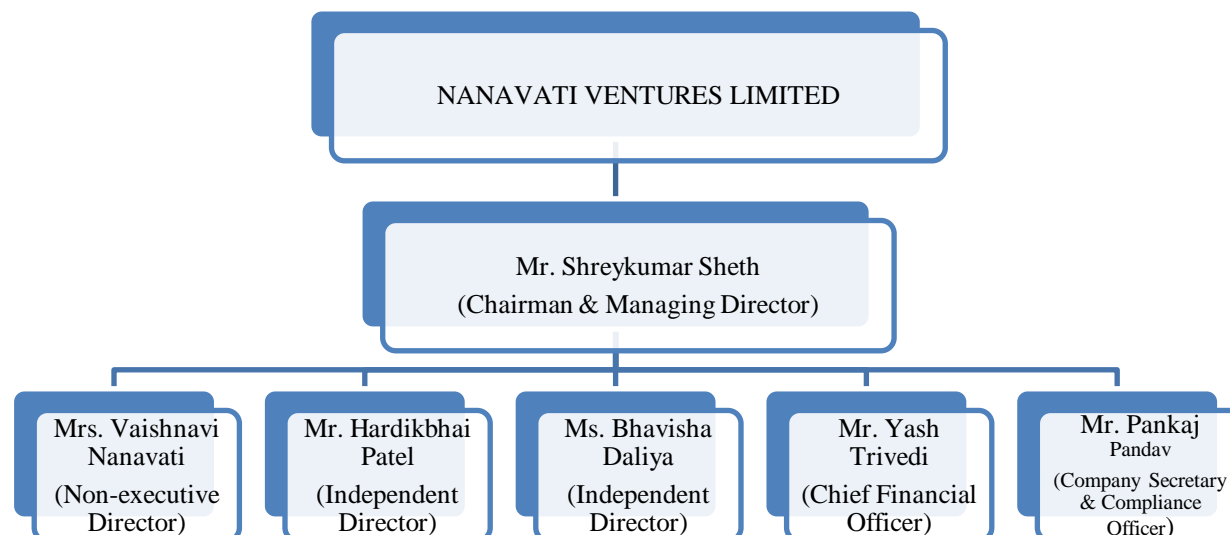 NANAVATI VENTURES LIMITED
Mr. Shreykumar Sheth
(Chairman & Managing Director)
Mrs. Vaishnavi
Nanavati
(Non-executive
Director)
Mr. Hardikbhai
Patel
(Independent
Director)
Ms. Bhavisha
Daliya
(Independent
Director)
Mr. Yash
Trivedi
(Chief Financial
Officer)
Mr. Pankaj
Pandav
(Company Secretary
& Compliance
Officer)